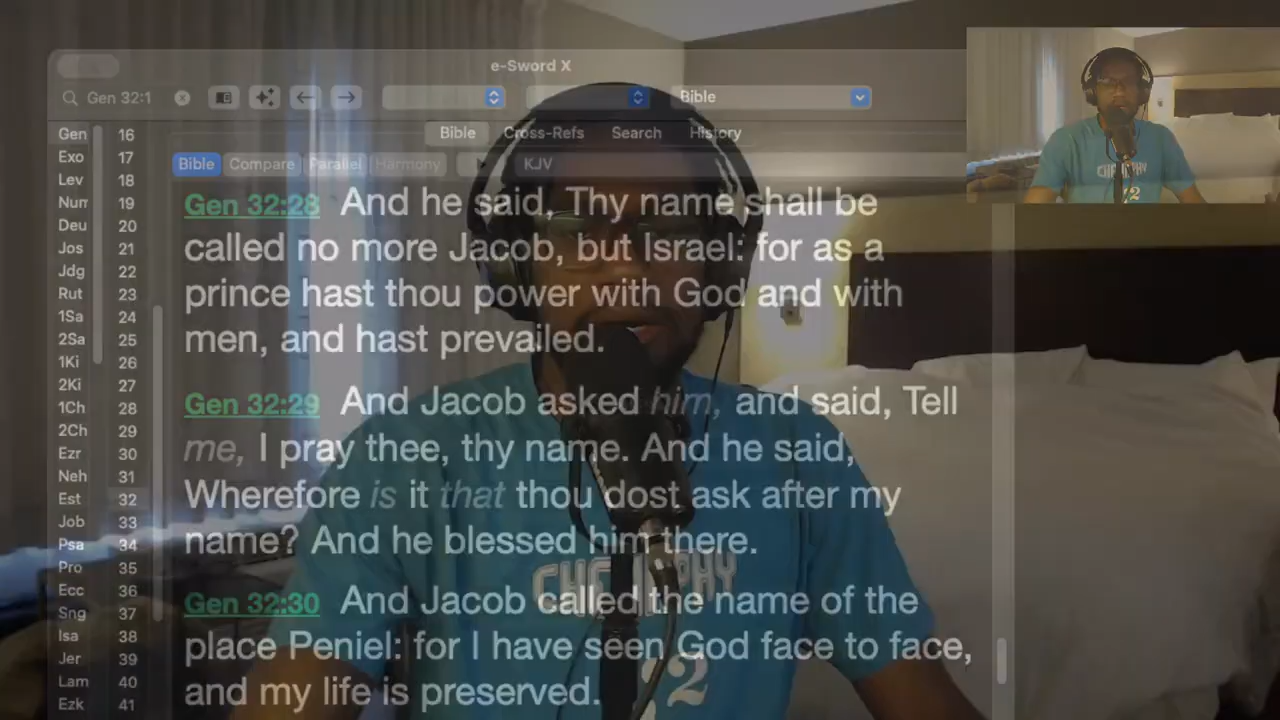 e-Sword X
Gen 32:1
Bible
Bible Cross-Refs Search History
Bible Compare Parallel Harmony KJV
Gen 16
Exo 17
Lev 18
Num 19
Deu 20
Jos 21
Jdg 22
Rut 23
1Sa 24
2Sa 25
1Ki 26
2Ki 27
1Ch 28
2Ch 29
Ezr 30
Neh 31
Est 32
Job 33
Psa 34
Pro 35
Ecc 36
Sng 37
Isa 38
Jer 39
Lam 40
Ezk 41
Gen 32:28 And he said, Thy name shall be
called no more Jacob, but Israel: for as a
prince hast thou power with God and with
men, and hast prevailed.
Gen 32:29 And Jacob asked him, and said, Tell
me, I pray thee, thy name. And he said,
Wherefore is it that thou dost ask after my
name? And he blessed him there.
Gen 32:30 And Jacob called the name of the
place Peniel: for I have seen God face to face,
and my life is preserved.